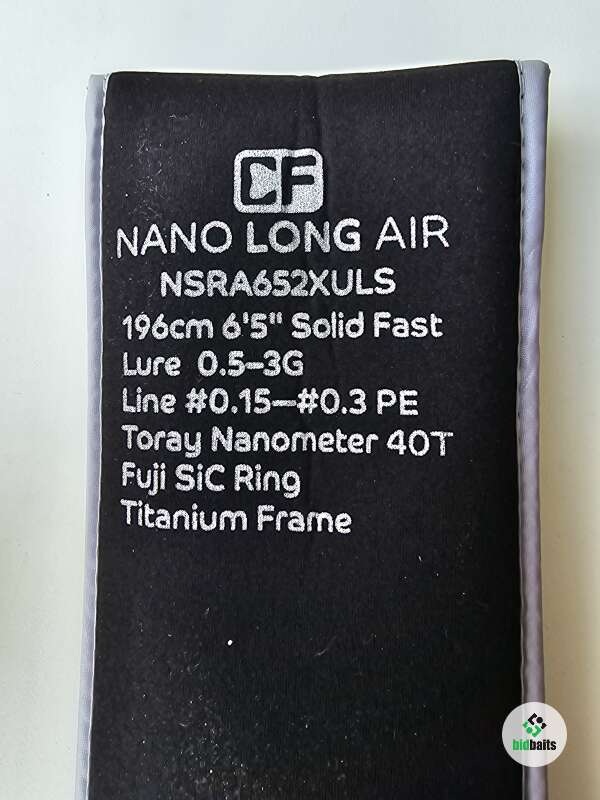 CF
NANO LONG AIR
NSRA652XULS
196cm 6'5" Solid Fast
Lure 0.5–3G
Line #0.15—#0.3 PE
Toray Nanometer 40T
Fuji SiC Ring
Titanium Frame
bidbaits